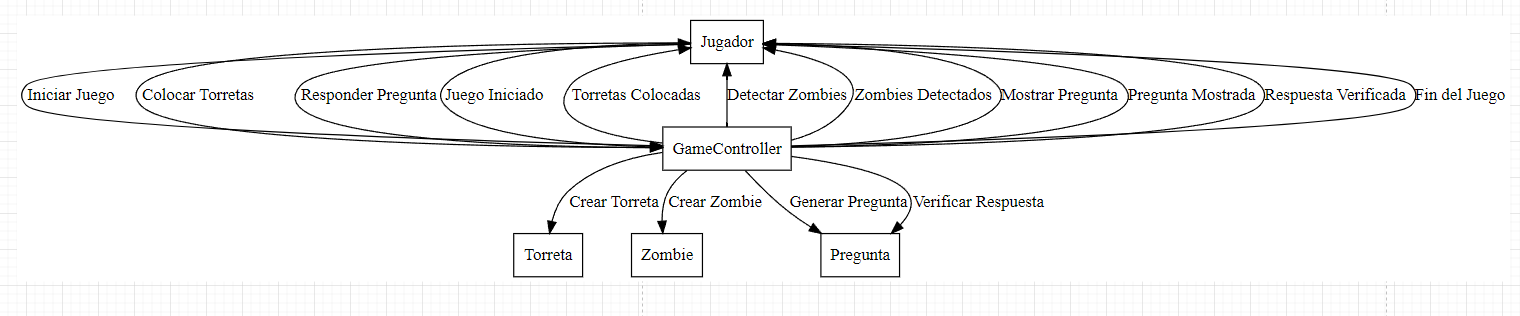 Jugador
Iniciar Juego
Colocar Torretas
Responder Pregunta
Juego Iniciado
Torretas Colocadas
Detectar Zombies
Zombies Detectados
Mostrar Pregunta
Pregunta Mostrada
Respuesta Verificada
Fin del Juego
GameController
Crear Torreta
Crear Zombie
Generar Pregunta
Verificar Respuesta
Torreta
Zombie
Pregunta